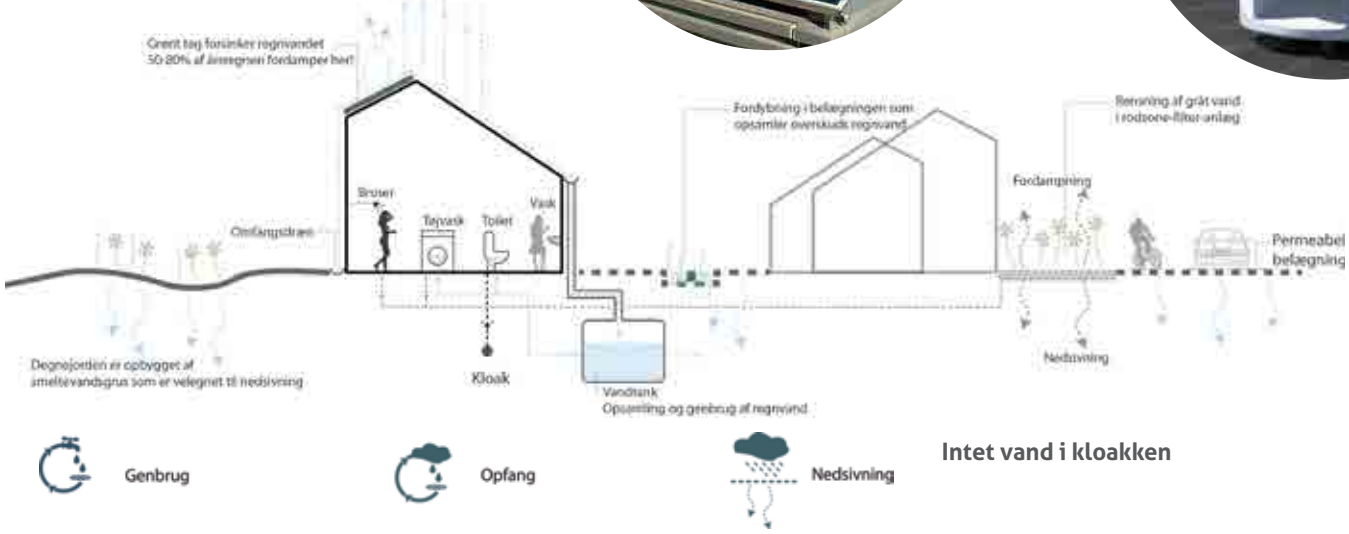 Grønt tag forsinker regnvandet
50-80% af årsregnen fordamper her!
Fordybning i belægningen som
opsamler overskuds regnvand
Rensning af gråt vand
i rodzone-filter-anlæg
Bruser
Vask
Tøjvask
Toilet
Fordampning
Omfangsdræn
Permeabel
belægning
Nedsivning
Degnejorden er opbygget af
smeltevandsgrus som er velegnet til nedsivning
Kloak
Vandtank
Opsamling og genbrug af regnvand
Genbrug
Opfang
Nedsivning
Intet vand i kloakken